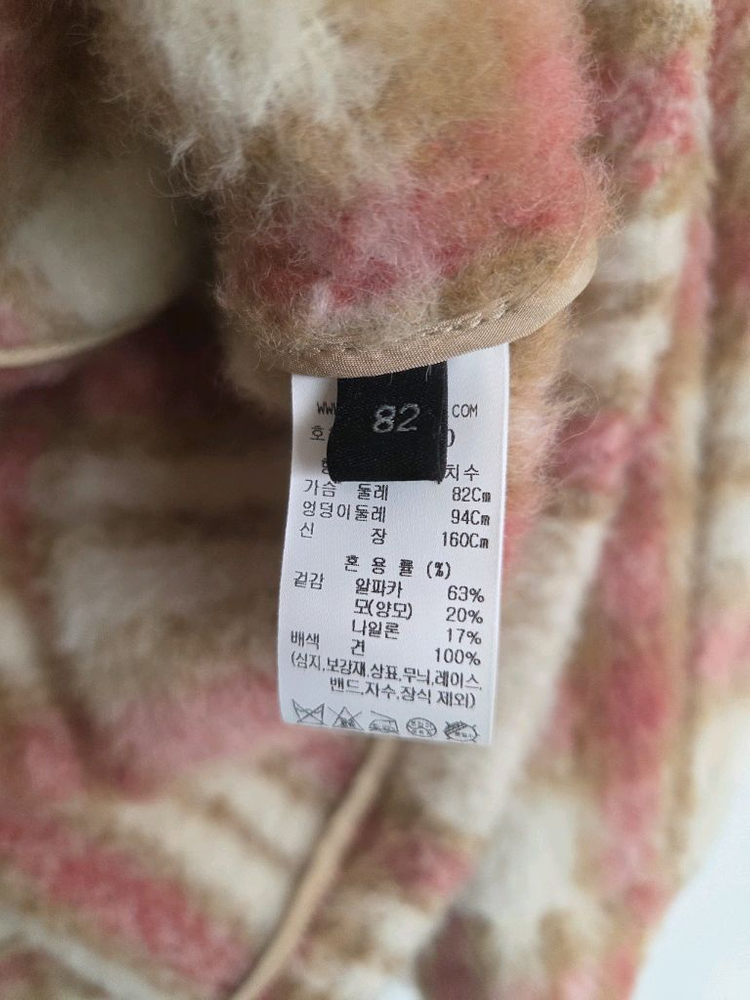 82
COM
치수
가슴 둘레 82Cm
엉덩이둘레 94Cm
신 장 160Cm
혼 용 률 (%)
겉감 알파카 63%
모(양모) 20%
나일론 17%
배색 견 100%
(심지,보강재,상표,무늬,레이스,
밴드,자수,장식 제외)